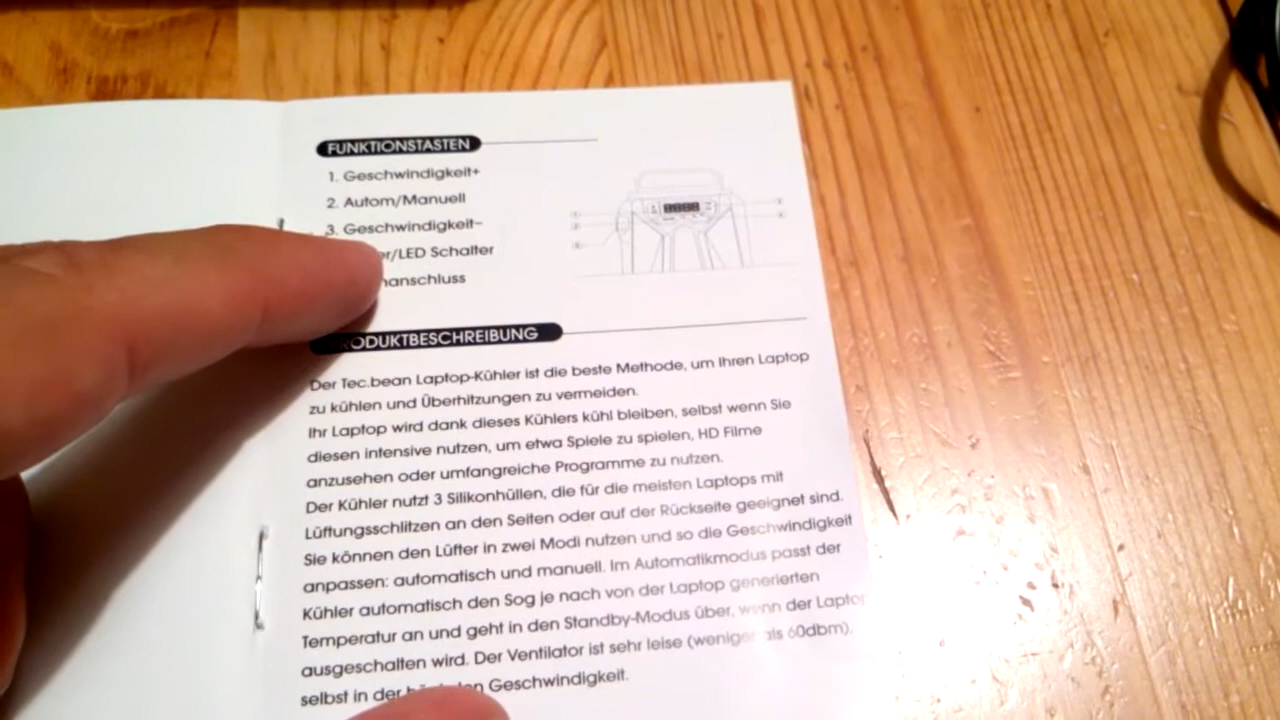 FUNKTIONSTASTEN
1. Geschwindigkeit+
2. Autom/Manuell
3. Geschwindigkeit-
er/LED Schalter
nanschluss
ODUKTBESCHREIBUNG
Der Tec.bean Laptop-Kühler ist die beste Methode, um Ihren Laptop
zu kühlen und Überhitzungen zu vermeiden.
Ihr Laptop wird dank dieses Kühlers kühl bleiben, selbst wenn Sie
diesen intensive nutzen, um etwa Spiele zu spielen, HD Filme
anzusehen oder umfangreiche Programme zu nutzen.
Der Kühler nutzt 3 Silikonhüllen, die für die meisten Laptops mit
Lüftungsschlitzen an den Seiten oder auf der Rückseite geeignet sind.
Sie können den Lüfter in zwei Modi nutzen und so die Geschwindigkeit
anpassen: automatisch und manuell. Im Automatikmodus passt der
Kühler automatisch den Sog je nach von der Laptop generierten
Temperatur an und geht in den Standby-Modus über, wenn der Laptop
ausgeschalten wird. Der Ventilator ist sehr leise (weniger als 60dbm),
selbst in der Geschwindigkeit.